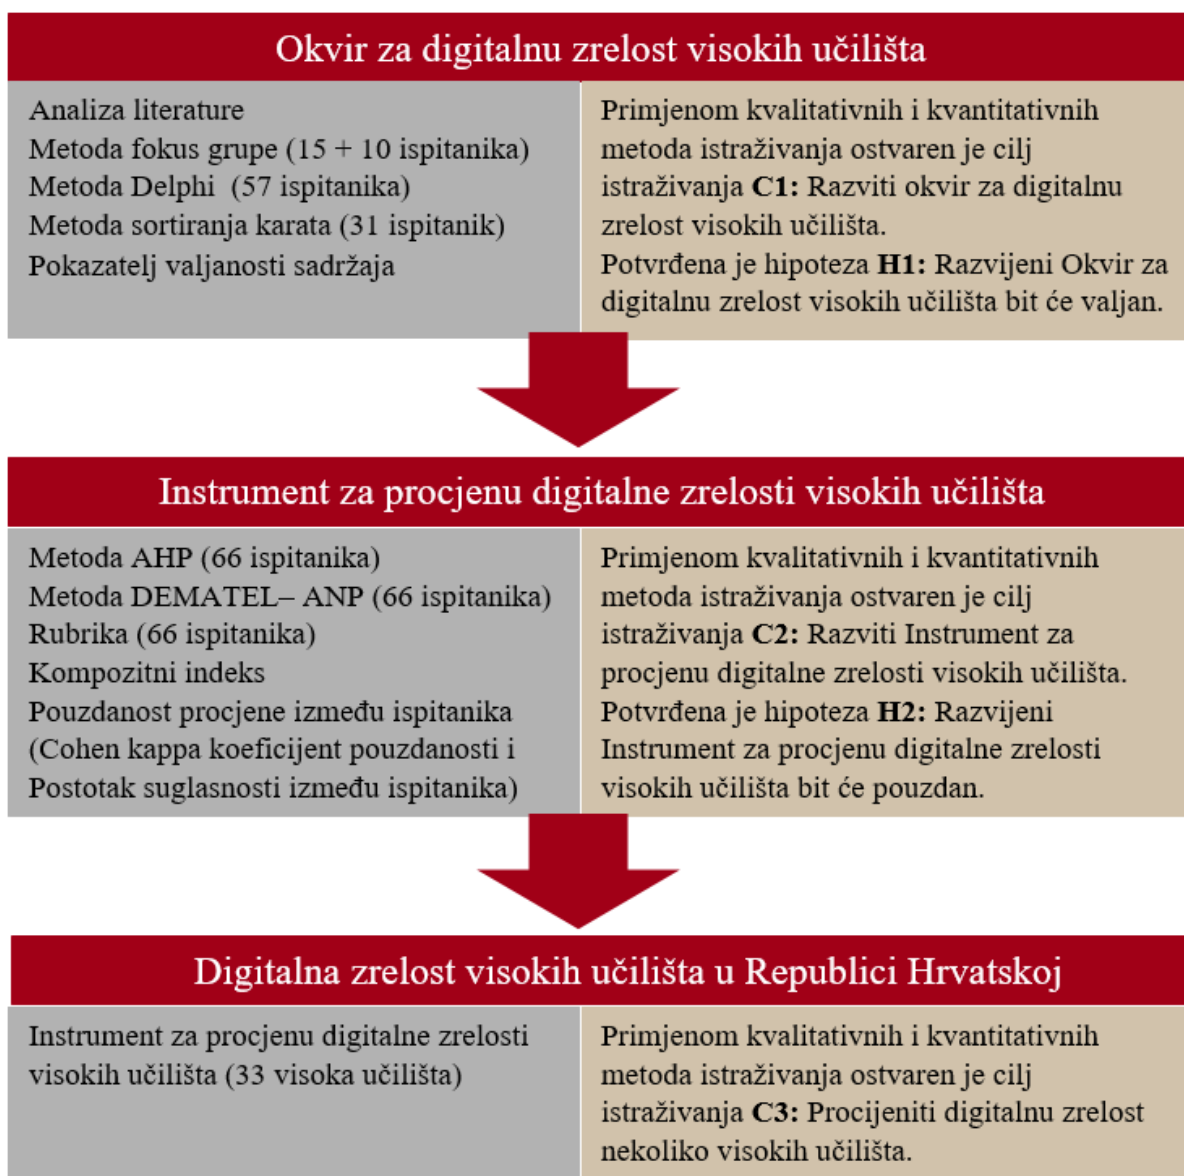 Okvir za digitalnu zrelost visokih učilišta
Analiza literature
Metoda fokus grupe (15 + 10 ispitanika)
Metoda Delphi (57 ispitanika)
Metoda sortiranja karata (31 ispitanik)
Pokazatelj valjanosti sadržaja
Primjenom kvalitativnih i kvantitativnih
metoda istraživanja ostvaren je cilj
istraživanja C1: Razviti okvir za digitalnu
zrelost visokih učilišta.
Potvrđena je hipoteza H1: Razvijeni Okvir za
digitalnu zrelost visokih učilišta bit će valjan.
Instrument za procjenu digitalne zrelosti visokih učilišta
Metoda AHP (66 ispitanika)
Metoda DEMATEL– ANP (66 ispitanika)
Rubrika (66 ispitanika)
Kompozitni indeks
Pouzdanost procjene između ispitanika
(Cohen kappa koeficijent pouzdanosti i
Postotak suglasnosti između ispitanika)
Primjenom kvalitativnih i kvantitativnih
metoda istraživanja ostvaren je cilj
istraživanja C2: Razviti Instrument za
procjenu digitalne zrelosti visokih učilišta.
Potvrđena je hipoteza H2: Razvijeni
Instrument za procjenu digitalne zrelosti
visokih učilišta bit će pouzdan.
Digitalna zrelost visokih učilišta u Republici Hrvatskoj
Instrument za procjenu digitalne zrelosti
visokih učilišta (33 visoka učilišta)
Primjenom kvalitativnih i kvantitativnih
metoda istraživanja ostvaren je cilj
istraživanja C3: Procijeniti digitalnu zrelost
nekoliko visokih učilišta.